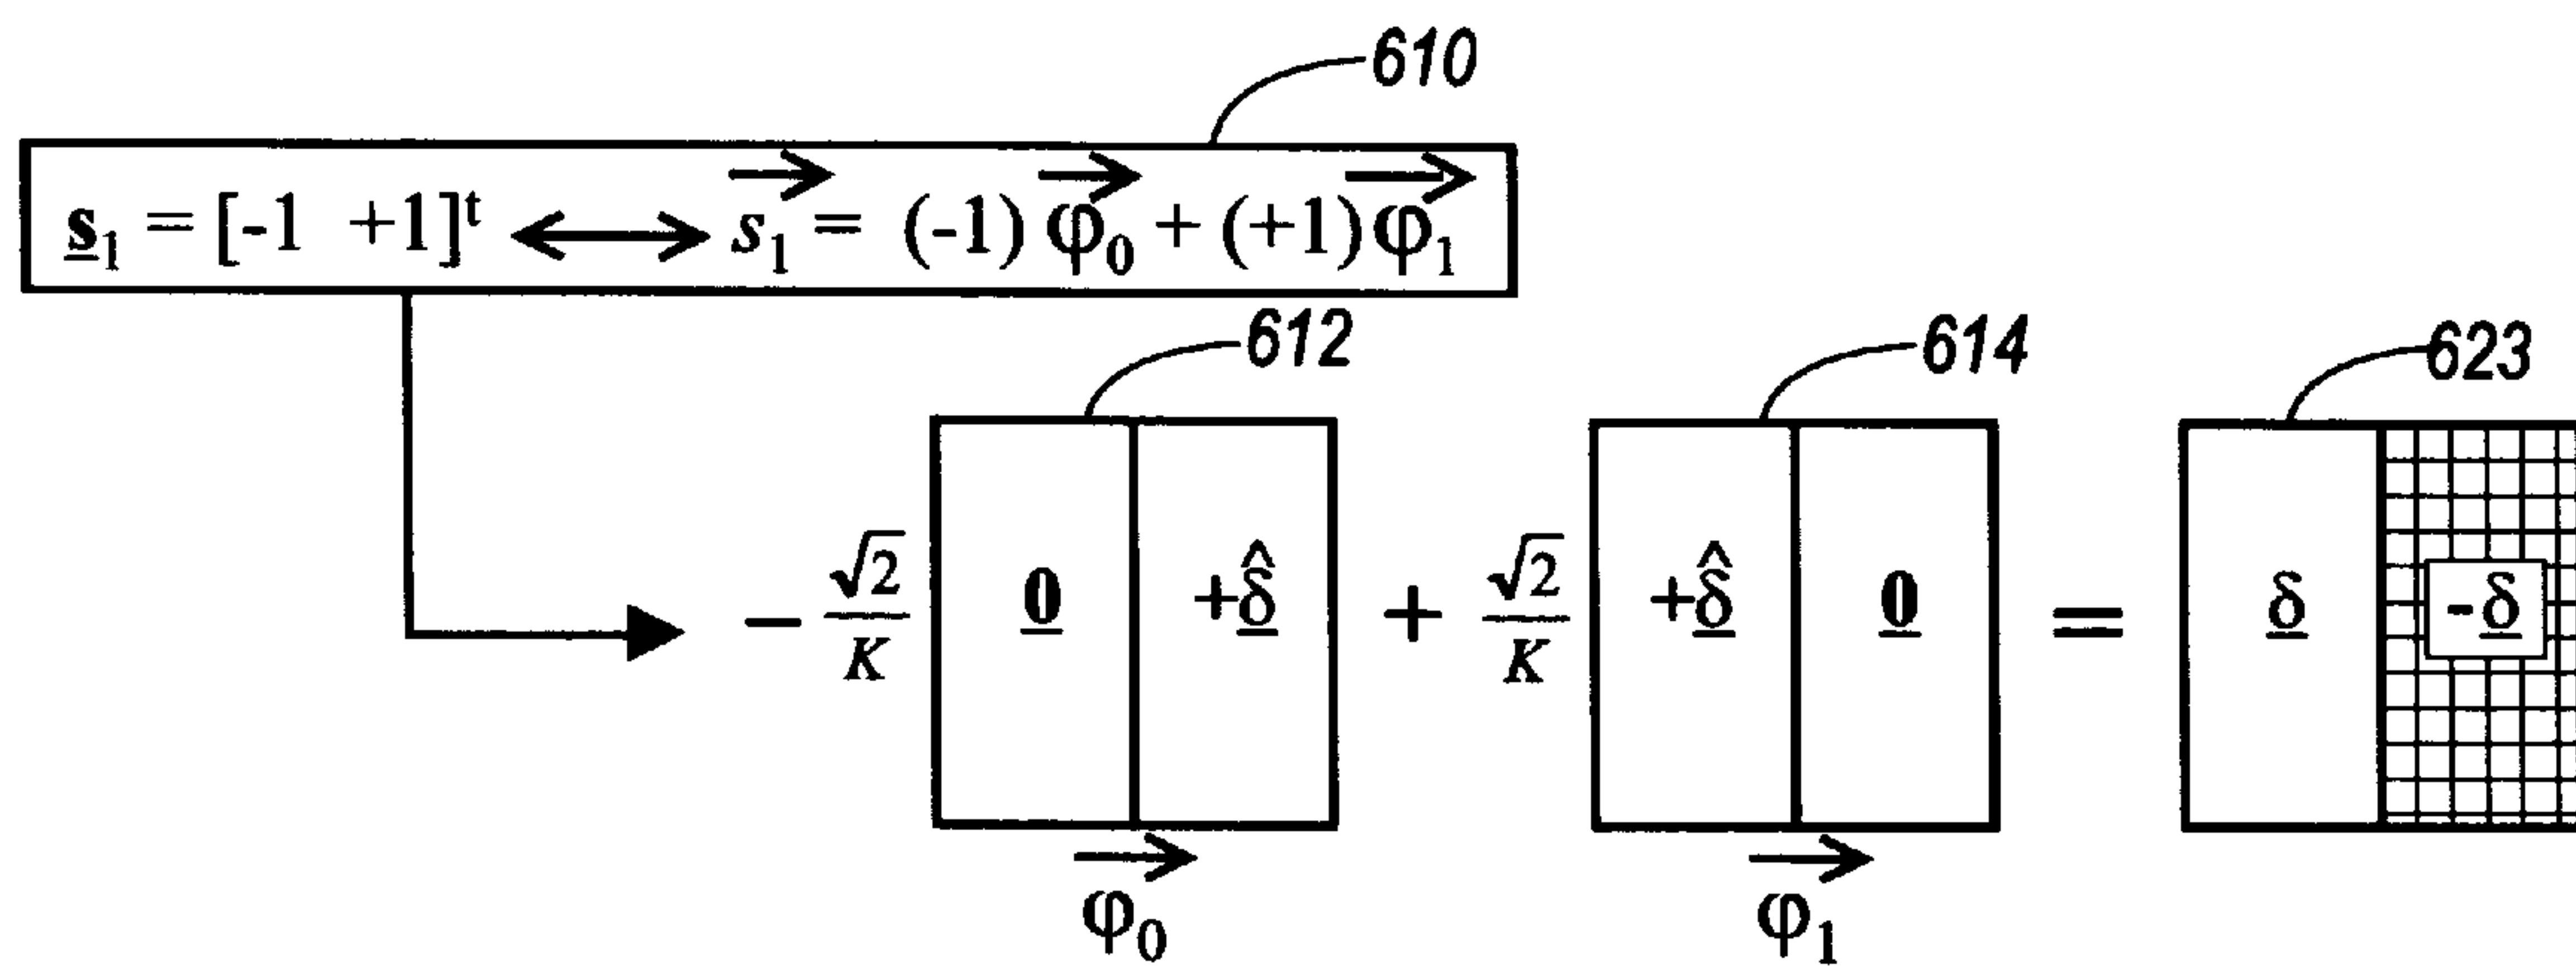 610
s₁ = [-1 +1]ᵗ ⟷ s₁ = (-1) φ₀ + (+1) φ₁
612 614 623
− √2/K 0 +δ̂ + √2/K +δ̂ 0 = δ -δ
φ₀ φ₁